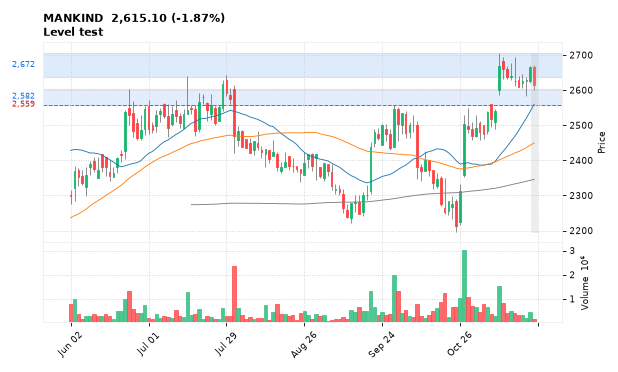 MANKIND 2,615.10 (-1.87%)
Level test
2,672
2,582
2,559
2700
2600
2500
2400
2300
2200
Price
3
2
1
Volume 10⁶
Jun 02
Jul 01
Jul 29
Aug 26
Sep 24
Oct 26